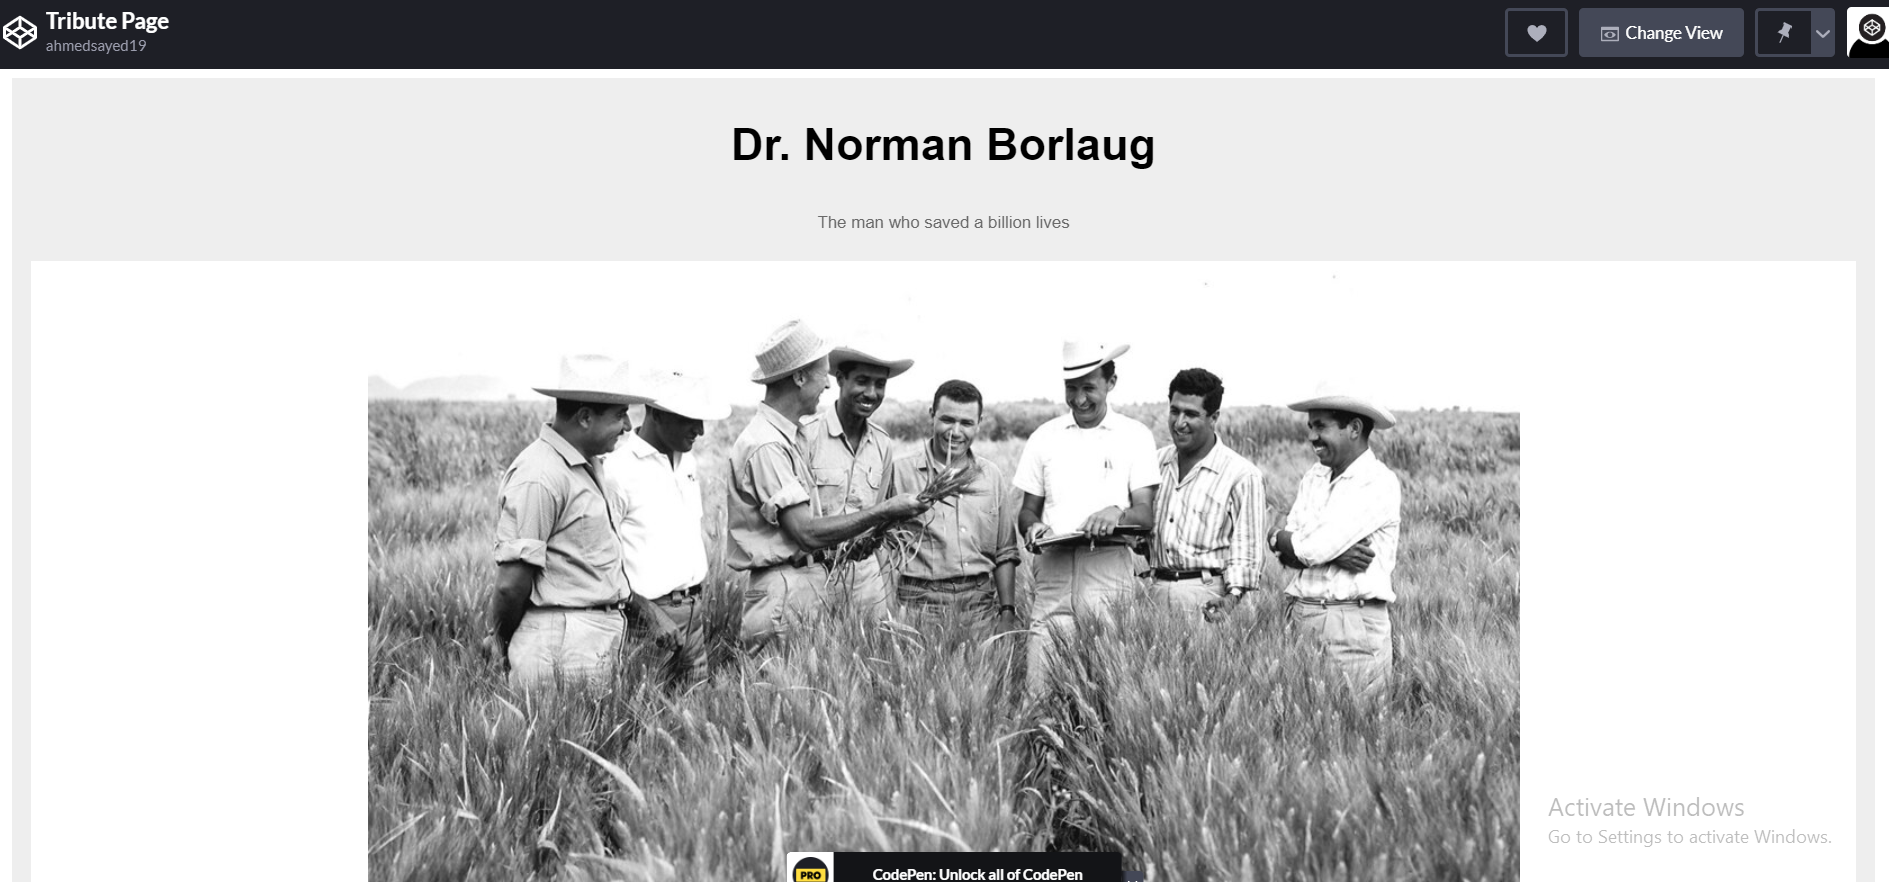 Tribute Page
ahmedsayed19
Change View
Dr. Norman Borlaug
The man who saved a billion lives
Activate Windows
Go to Settings to activate Windows.
PRO
CodePen: Unlock all of CodePen